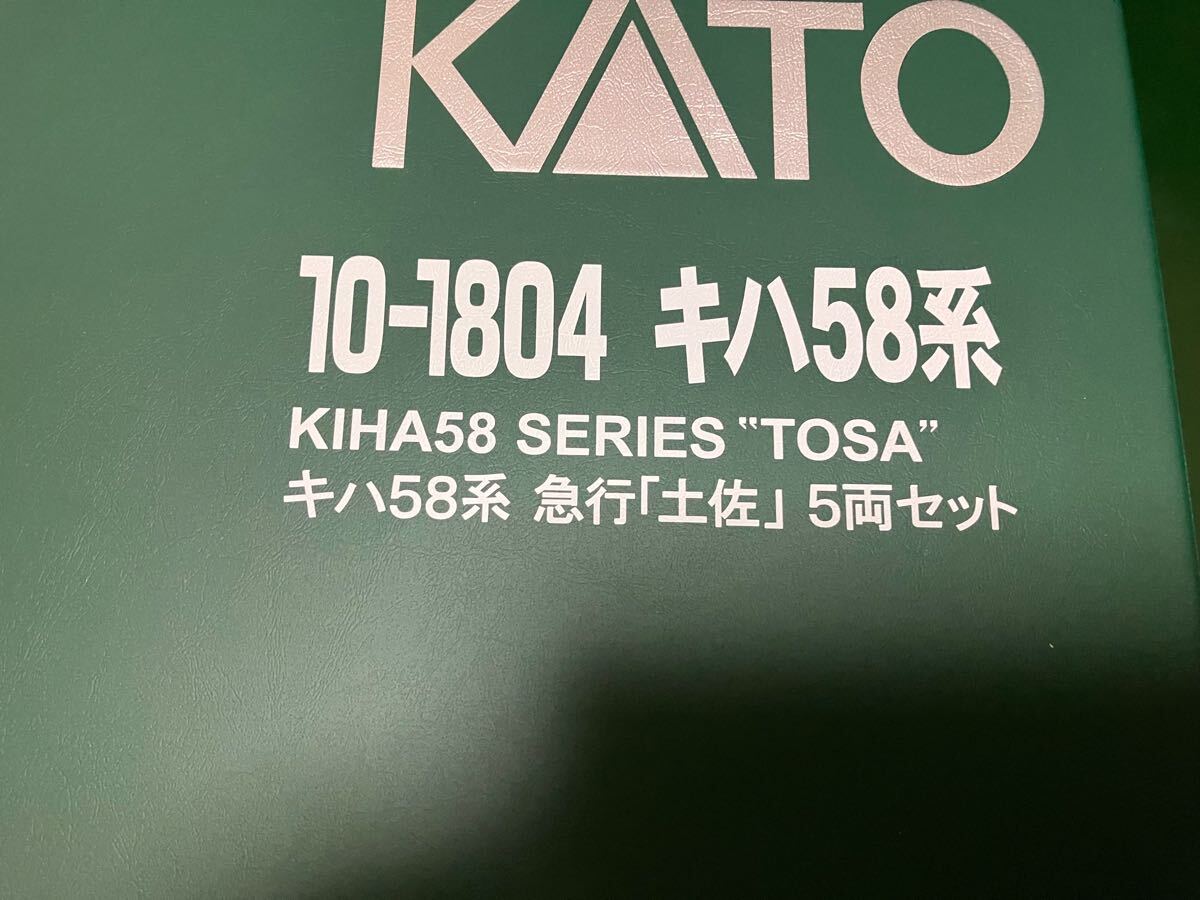 KATO
10-1804 キハ58系
KIHA58 SERIES "TOSA"
キハ58系 急行「土佐」 5両セット